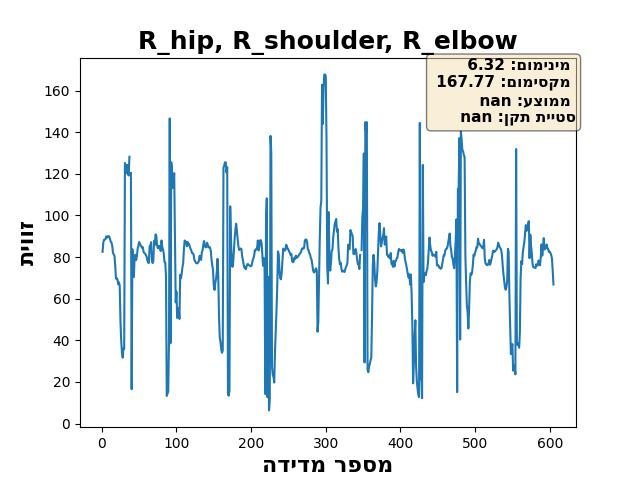 R_hip, R_shoulder, R_elbow
מינימום: 6.32
מקסימום: 167.77
ממוצע: nan
סטיית תקן: nan
160
140
120
100
80
60
40
20
0
זווית
0 100 200 300 400 500 600
מספר מדידה